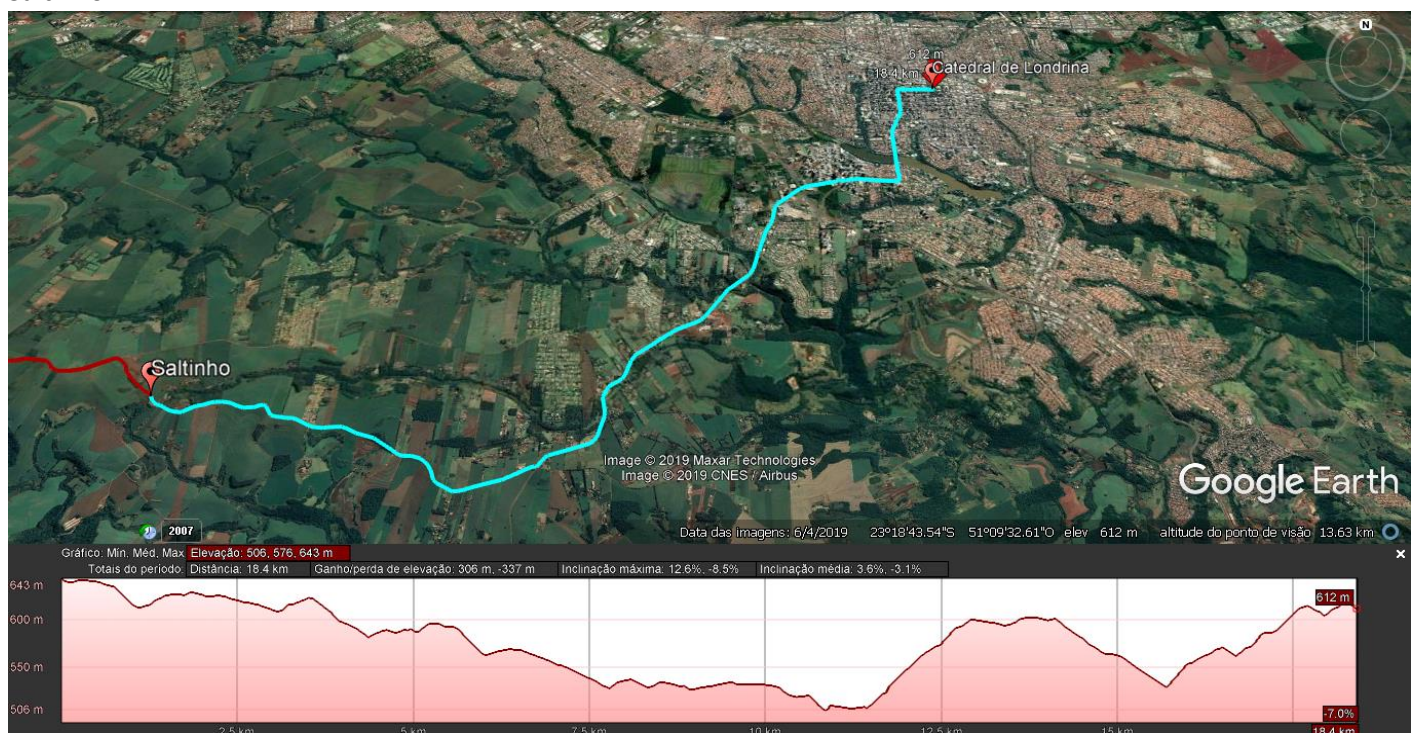 612 m
18.4 km
Catedral de Londrina
N
Saltinho
Image © 2019 Maxar Technologies
Image © 2019 CNES / Airbus
Google Earth
2007
Data das imagens: 6/4/2019 23°18'43.54"S 51°09'32.61"O elev 612 m altitude do ponto de visão 13.63 km
Gráfico: Mín, Méd, Max Elevação: 506, 576, 643 m
Totais do período: Distância: 18.4 km Ganho/perda de elevação: 306 m, -337 m Inclinação máxima: 12.6%, -8.5% Inclinação média: 3.6%, -3.1%
643 m
612 m
600 m
550 m
506 m
-7.0%
2.5 km 5 km 7.5 km 10 km 12.5 km 15 km 18.4 km